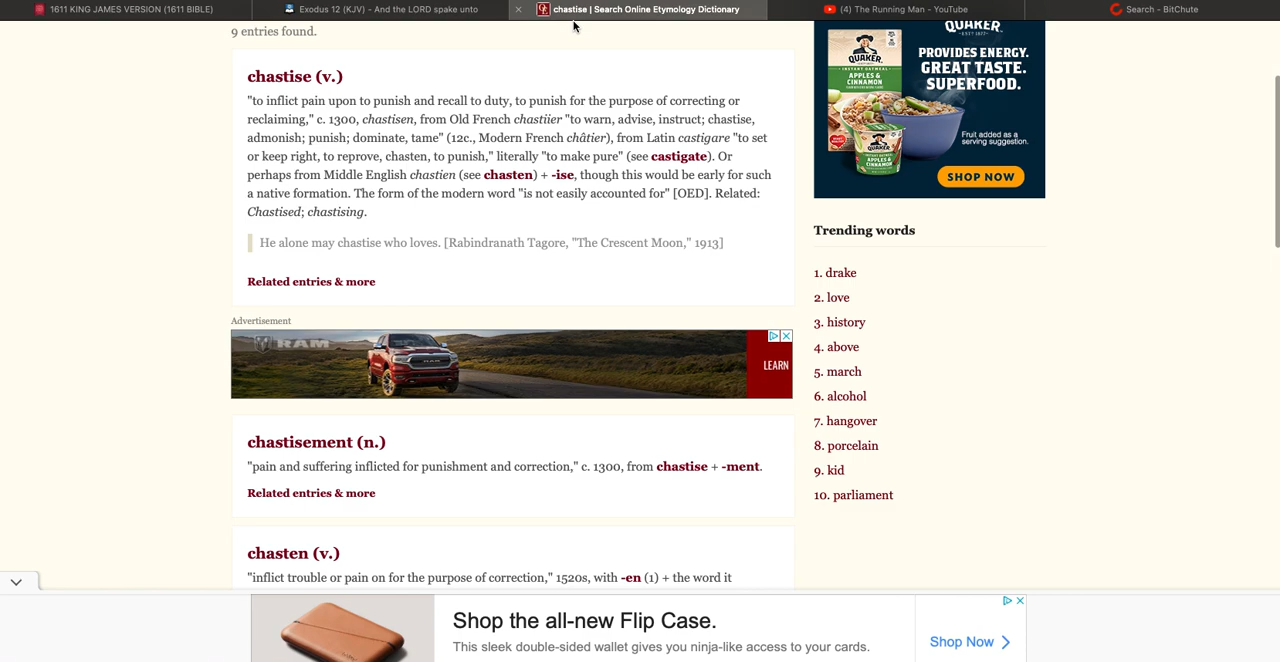 1611 KING JAMES VERSION (1611 BIBLE)
Exodus 12 (KJV) - And the LORD spake unto
chastise | Search Online Etymology Dictionary
(4) The Running Man - YouTube
Search - BitChute
9 entries found.
chastise (v.)
"to inflict pain upon to punish and recall to duty, to punish for the purpose of correcting or
reclaiming," c. 1300, chastisen, from Old French chastiier "to warn, advise, instruct; chastise,
admonish; punish; dominate, tame" (12c., Modern French châtier), from Latin castigare "to set
or keep right, to reprove, chasten, to punish," literally "to make pure" (see castigate). Or
perhaps from Middle English chastien (see chasten) + -ise, though this would be early for such
a native formation. The form of the modern word "is not easily accounted for" [OED]. Related:
Chastised; chastising.
He alone may chastise who loves. [Rabindranath Tagore, "The Crescent Moon," 1913]
Related entries & more
Advertisement
RAM
LEARN
chastisement (n.)
"pain and suffering inflicted for punishment and correction," c. 1300, from chastise + -ment.
Related entries & more
chasten (v.)
"inflict trouble or pain on for the purpose of correction," 1520s, with -en (1) + the word it
QUAKER
PROVIDES ENERGY.
GREAT TASTE.
SUPERFOOD.
QUAKER
APPLES &
CINNAMON
Fruit added as a
serving suggestion.
SHOP NOW
Trending words
1. drake
2. love
3. history
4. above
5. march
6. alcohol
7. hangover
8. porcelain
9. kid
10. parliament
Shop the all-new Flip Case.
This sleek double-sided wallet gives you ninja-like access to your cards.
Shop Now